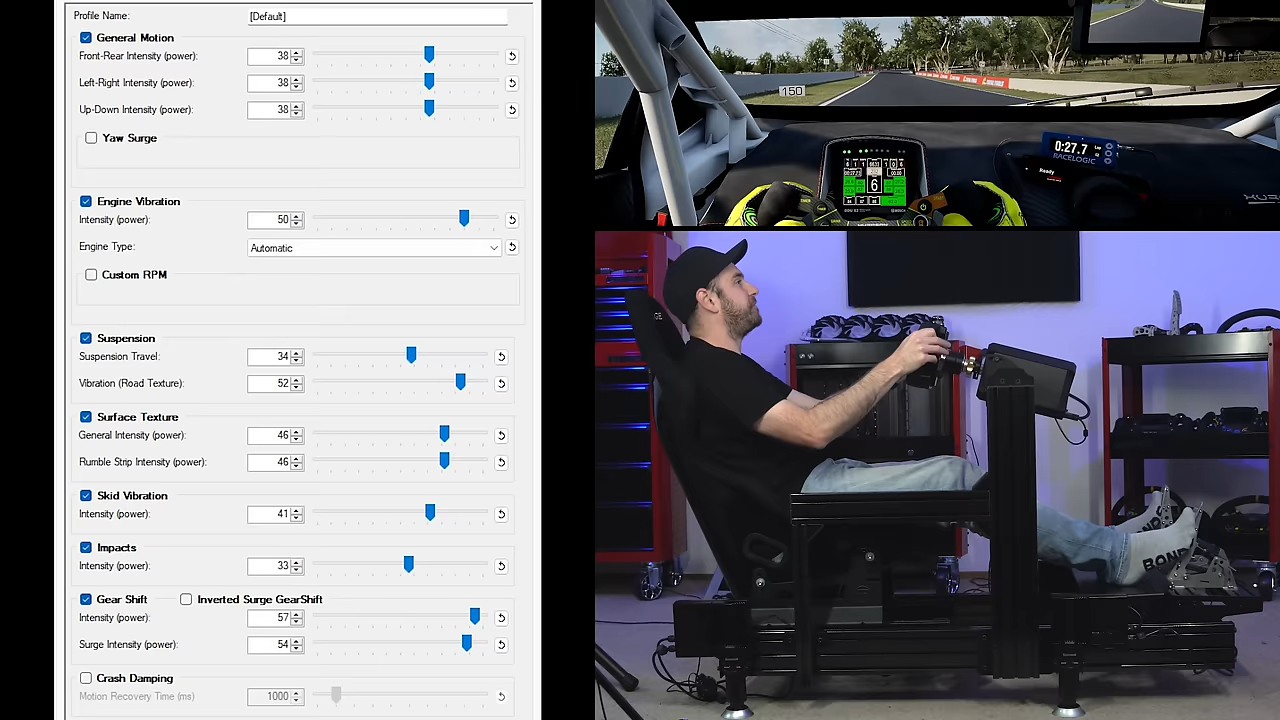 Profile Name: [Default]
General Motion
Front-Rear Intensity (power): 38
Left-Right Intensity (power): 38
Up-Down Intensity (power): 38
Yaw Surge
Engine Vibration
Intensity (power): 50
Engine Type: Automatic
Custom RPM
Suspension
Suspension Travel: 34
Vibration (Road Texture): 52
Surface Texture
General Intensity (power): 46
Rumble Strip Intensity (power): 46
Skid Vibration
Intensity (power): 41
Impacts
Intensity (power): 33
Gear Shift Inverted Surge GearShift
Intensity (power): 57
Surge Intensity (power): 54
Crash Damping
Motion Recovery Time (ms) 1000
150
0:27.7
RACELOGIC
Ready
6
BOND